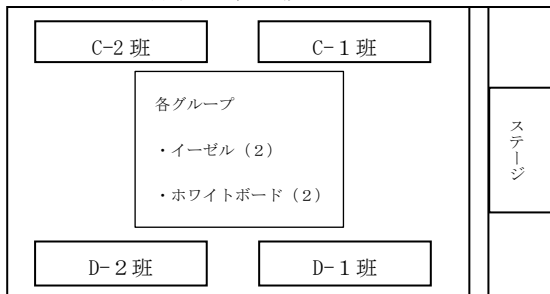 C-2 班
C-１班
各グループ
・イーゼル（２）
・ホワイトボード（２）
ステージ
D-２班
D-１班